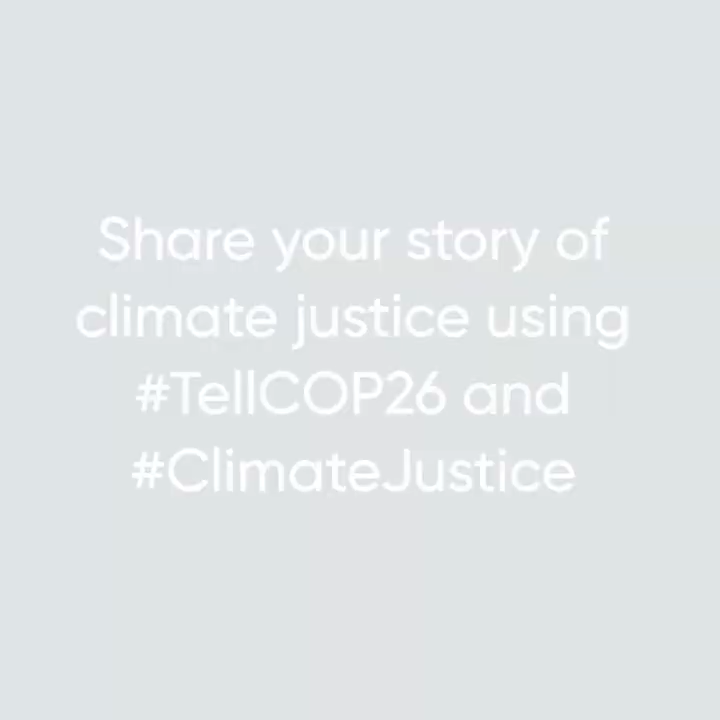 Share your story of
climate justice using
#TellCOP26 and
#ClimateJustice